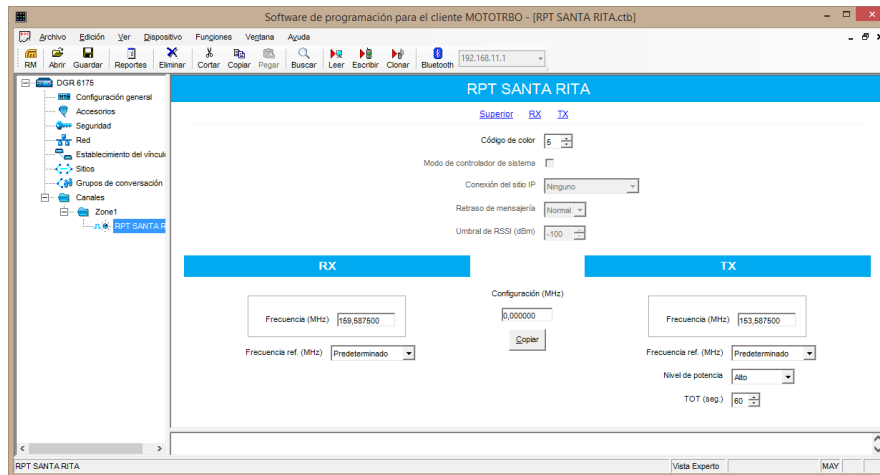 Software de programación para el cliente MOTOTRBO - [RPT SANTA RITA.ctb]
Archivo Edición Ver Dispositivo Funciones Ventana Ayuda
RM Abrir Guardar Reportes Eliminar Cortar Copiar Pegar Buscar Leer Escribir Clonar Bluetooth 192.168.11.1
DGR 6175
Configuración general
Accesorios
Seguridad
Red
Establecimiento del víncul
Sitios
Grupos de conversación
Canales
Zone1
RPT SANTA R
RPT SANTA RITA
Superior RX TX
Código de color 5
Modo de controlador de sistema
Conexión del sitio IP Ninguno
Retraso de mensajería Normal
Umbral de RSSI (dBm) -100
RX
Frecuencia (MHz) 159,587500
Frecuencia ref. (MHz) Predeterminado
Configuración (MHz)
0,000000
Copiar
TX
Frecuencia (MHz) 153,587500
Frecuencia ref. (MHz) Predeterminado
Nivel de potencia Alto
TOT (seg.) 60
RPT SANTA RITA Vista Experto MAY